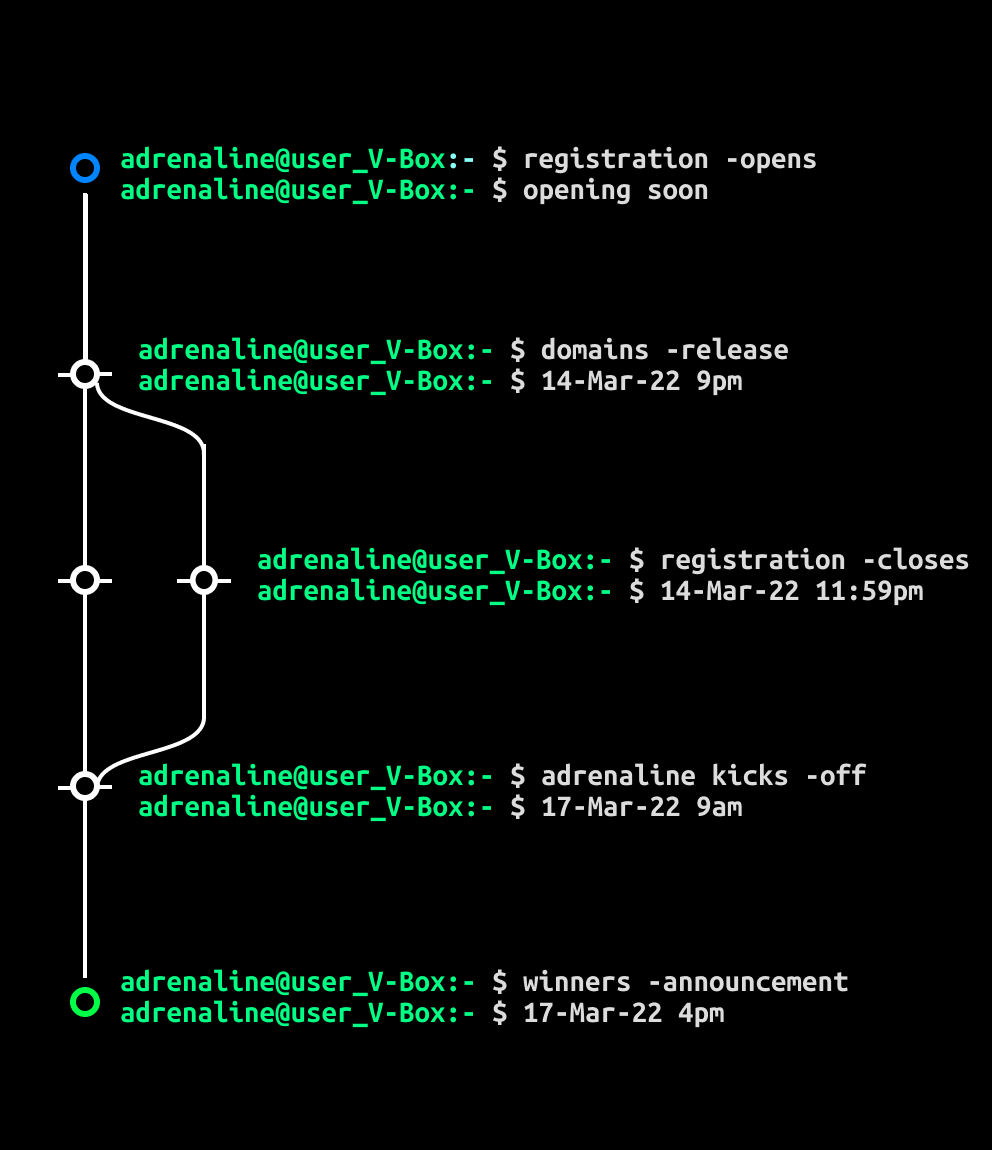 adrenaline@user_V-Box:- $ registration -opens
adrenaline@user_V-Box:- $ opening soon
adrenaline@user_V-Box:- $ domains -release
adrenaline@user_V-Box:- $ 14-Mar-22 9pm
adrenaline@user_V-Box:- $ registration -closes
adrenaline@user_V-Box:- $ 14-Mar-22 11:59pm
adrenaline@user_V-Box:- $ adrenaline kicks -off
adrenaline@user_V-Box:- $ 17-Mar-22 9am
adrenaline@user_V-Box:- $ winners -announcement
adrenaline@user_V-Box:- $ 17-Mar-22 4pm